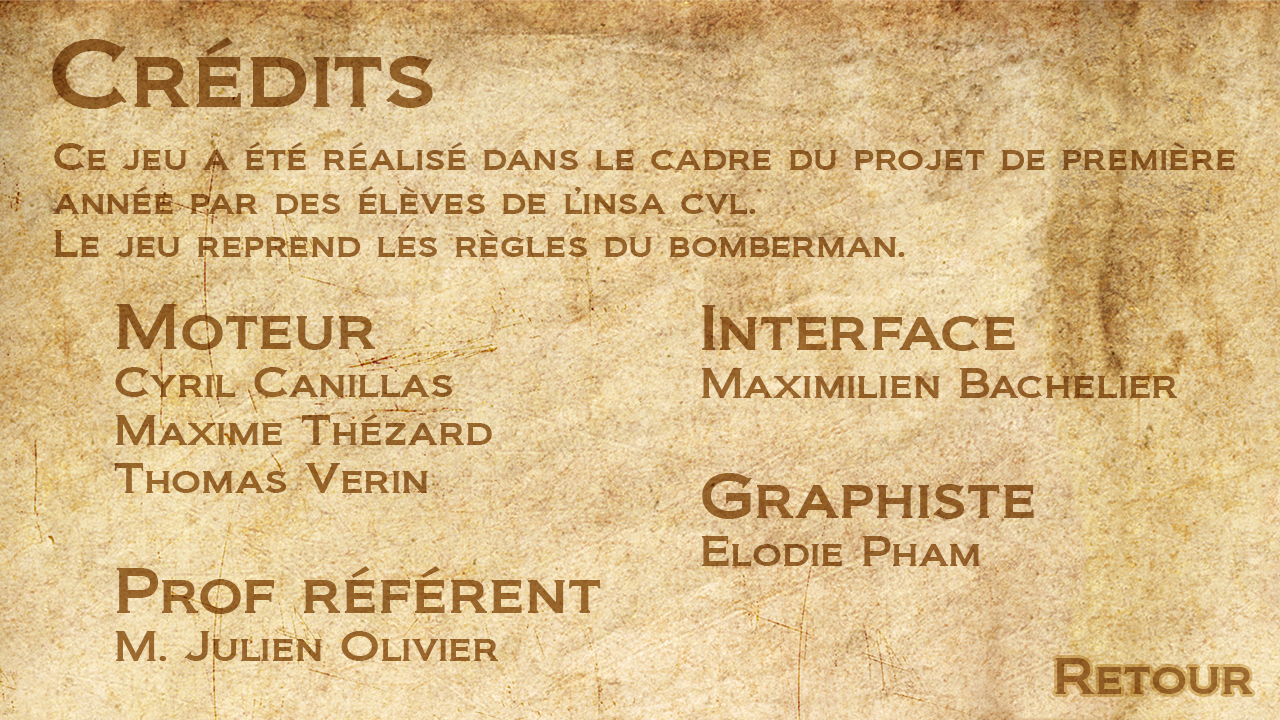 Crédits
Ce jeu a été réalisé dans le cadre du projet de première
année par des élèves de l'insa cvl.
Le jeu reprend les règles du bomberman.
Moteur
Cyril Canillas
Maxime Thézard
Thomas Verin
Prof référent
M. Julien Olivier
Interface
Maximilien Bachelier
Graphiste
Elodie Pham
Retour